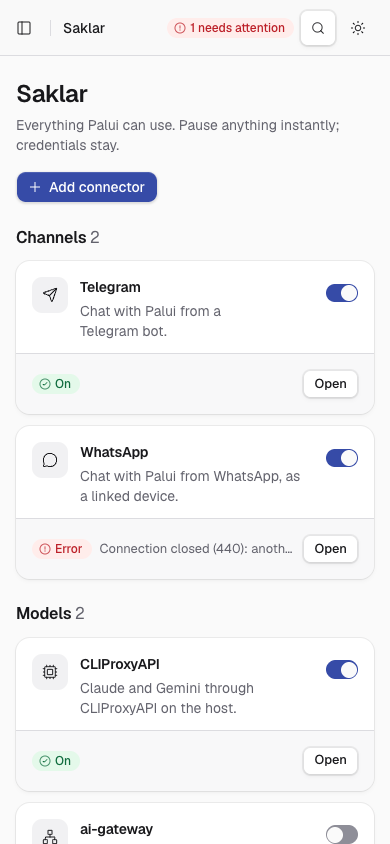 Saklar
1 needs attention
Saklar
Everything Palui can use. Pause anything instantly;
credentials stay.
Add connector
Channels 2
Telegram
Chat with Palui from a
Telegram bot.
On
Open
WhatsApp
Chat with Palui from WhatsApp, as
a linked device.
Error
Connection closed (440): anoth...
Open
Models 2
CLIProxyAPI
Claude and Gemini through
CLIProxyAPI on the host.
On
Open
ai-gateway